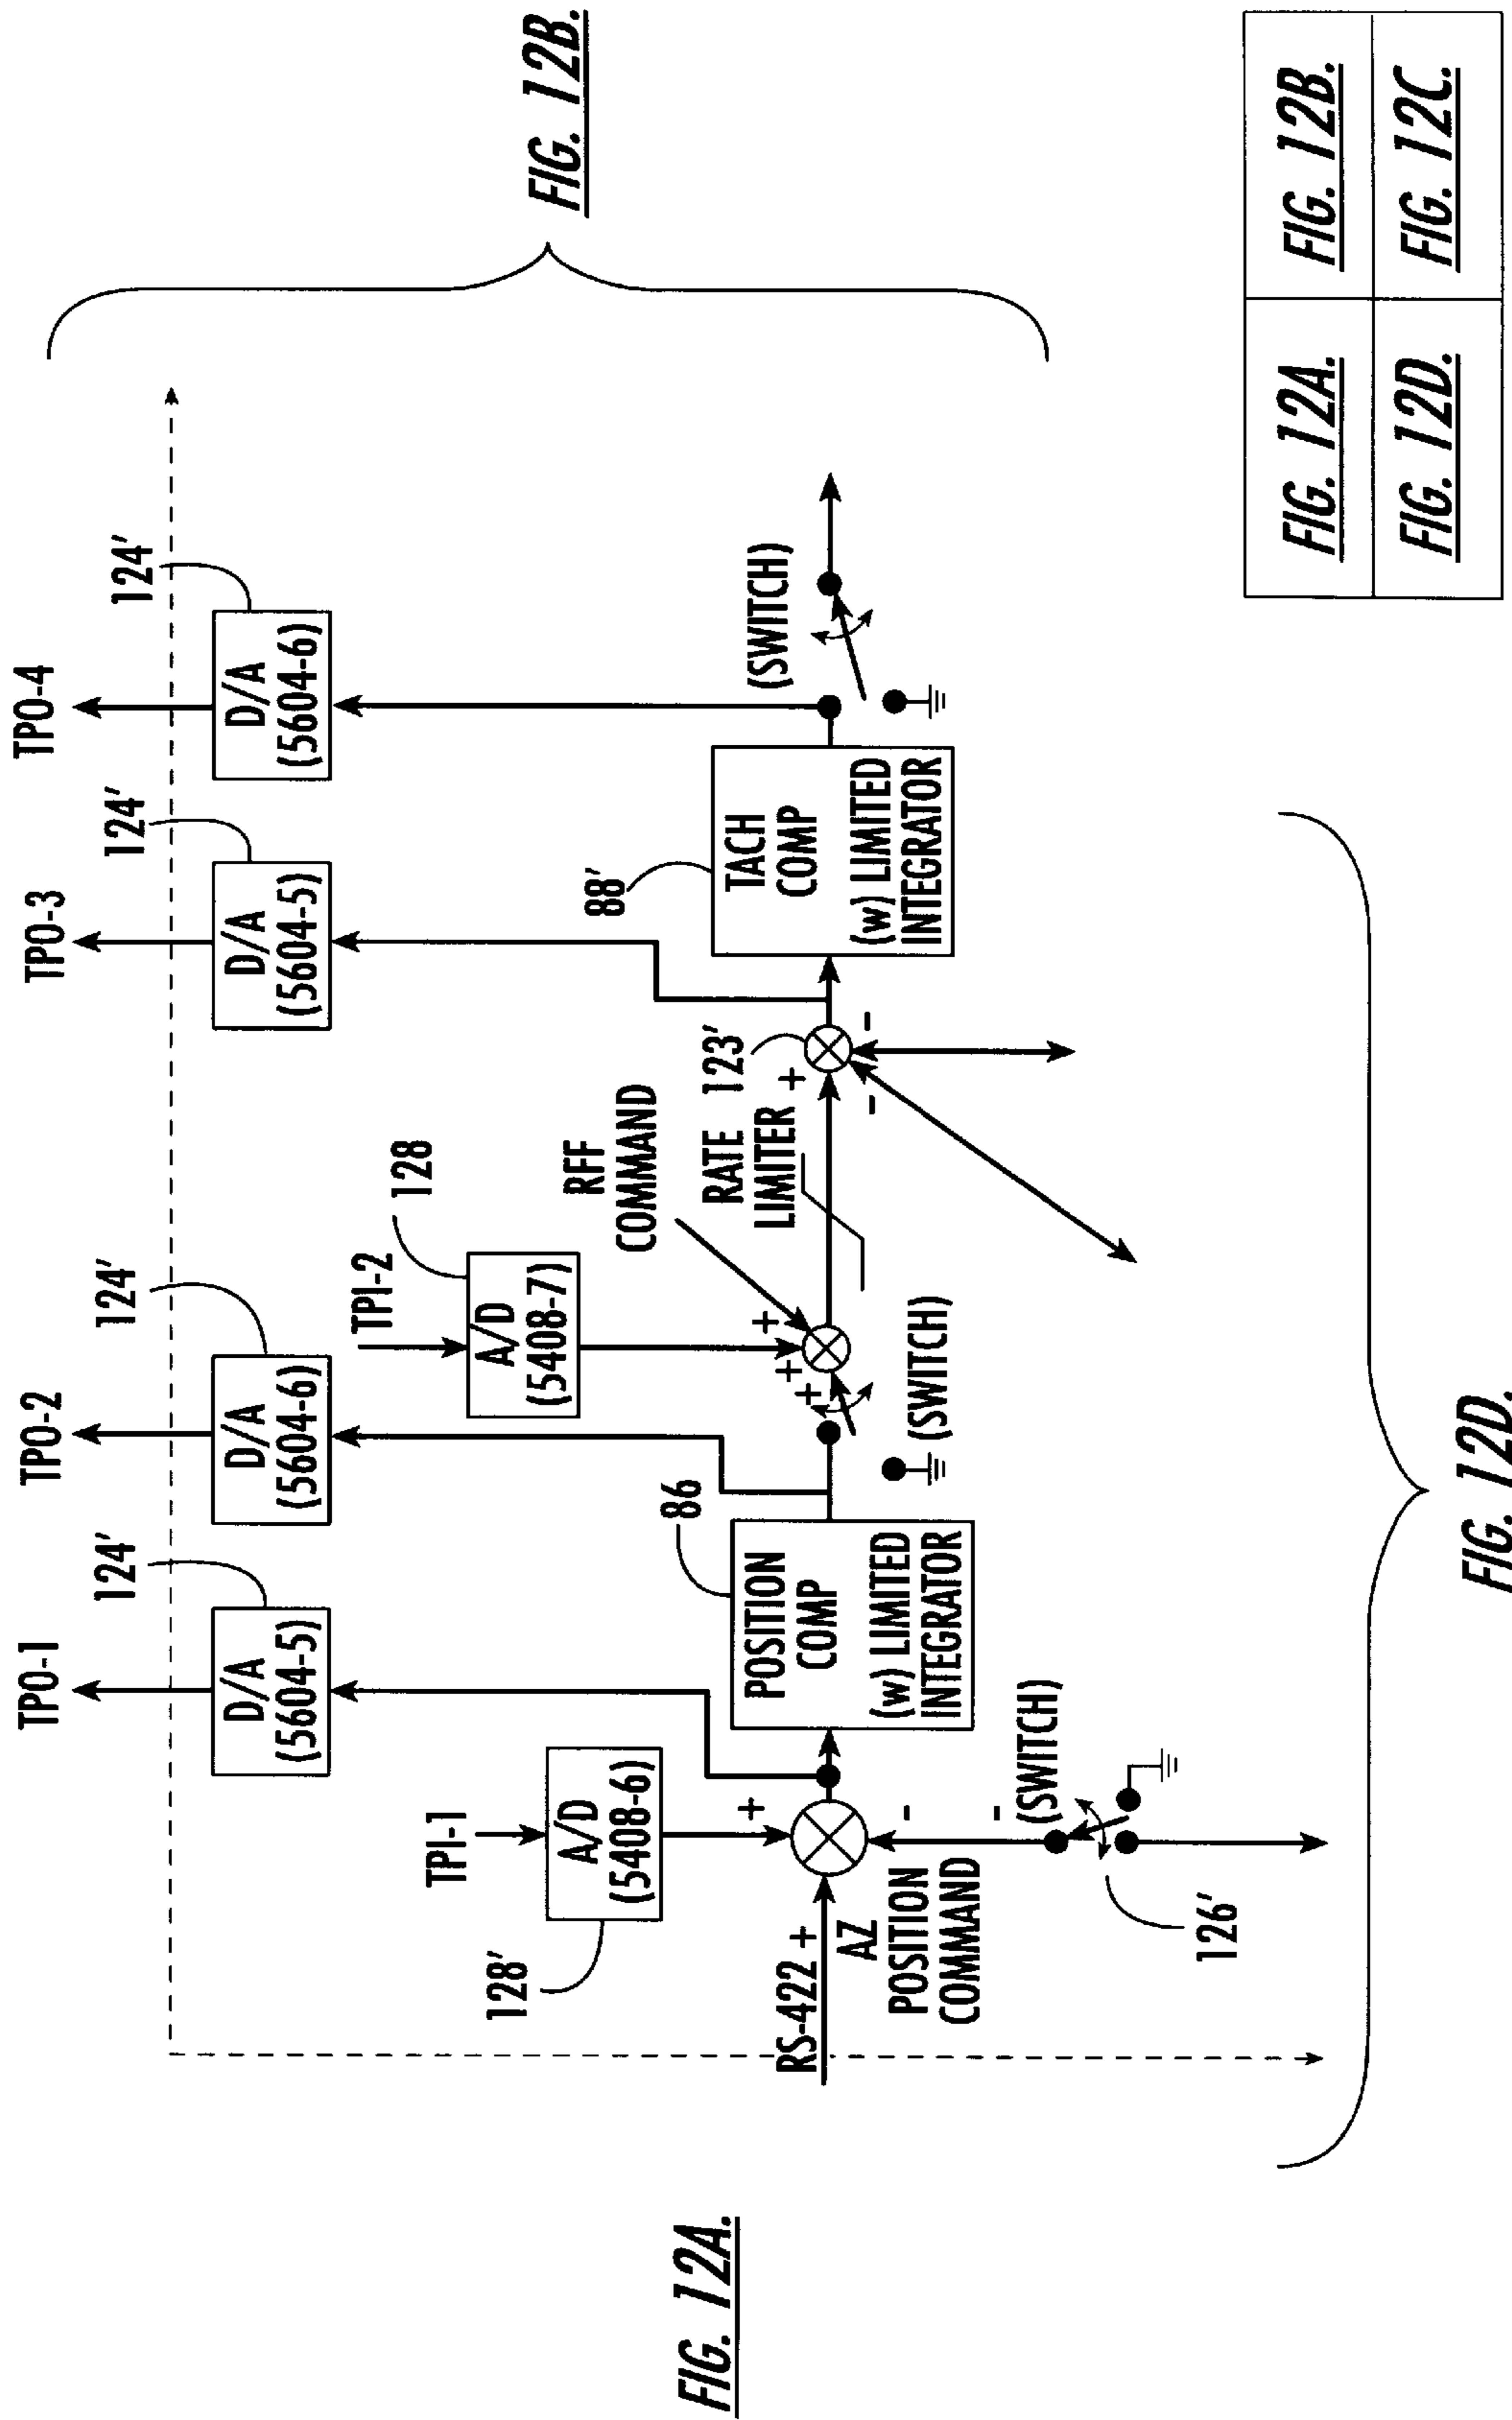 TPO-1
TPO-2
TPO-3
TPO-4
124'
124'
124'
124'
D/A
(5604-5)
D/A
(5604-6)
D/A
(5604-5)
D/A
(5604-6)
TPI-1
TPI-2
128'
A/D
(5408-6)
A/D
(5408-7)
128
RFF
COMMAND
86
88'
RATE
LIMITER
123'
POSITION
COMP
(w) LIMITED
INTEGRATOR
TACH
COMP
(w) LIMITED
INTEGRATOR
(SWITCH)
(SWITCH)
RS-422 +
AZ
POSITION
COMMAND
+
-
-
+
+
+
+
-
-
(SWITCH)
126'
FIG. 12A.
FIG. 12B.
FIG. 12D.
FIG. 12A.
FIG. 12B.
FIG. 12D.
FIG. 12C.